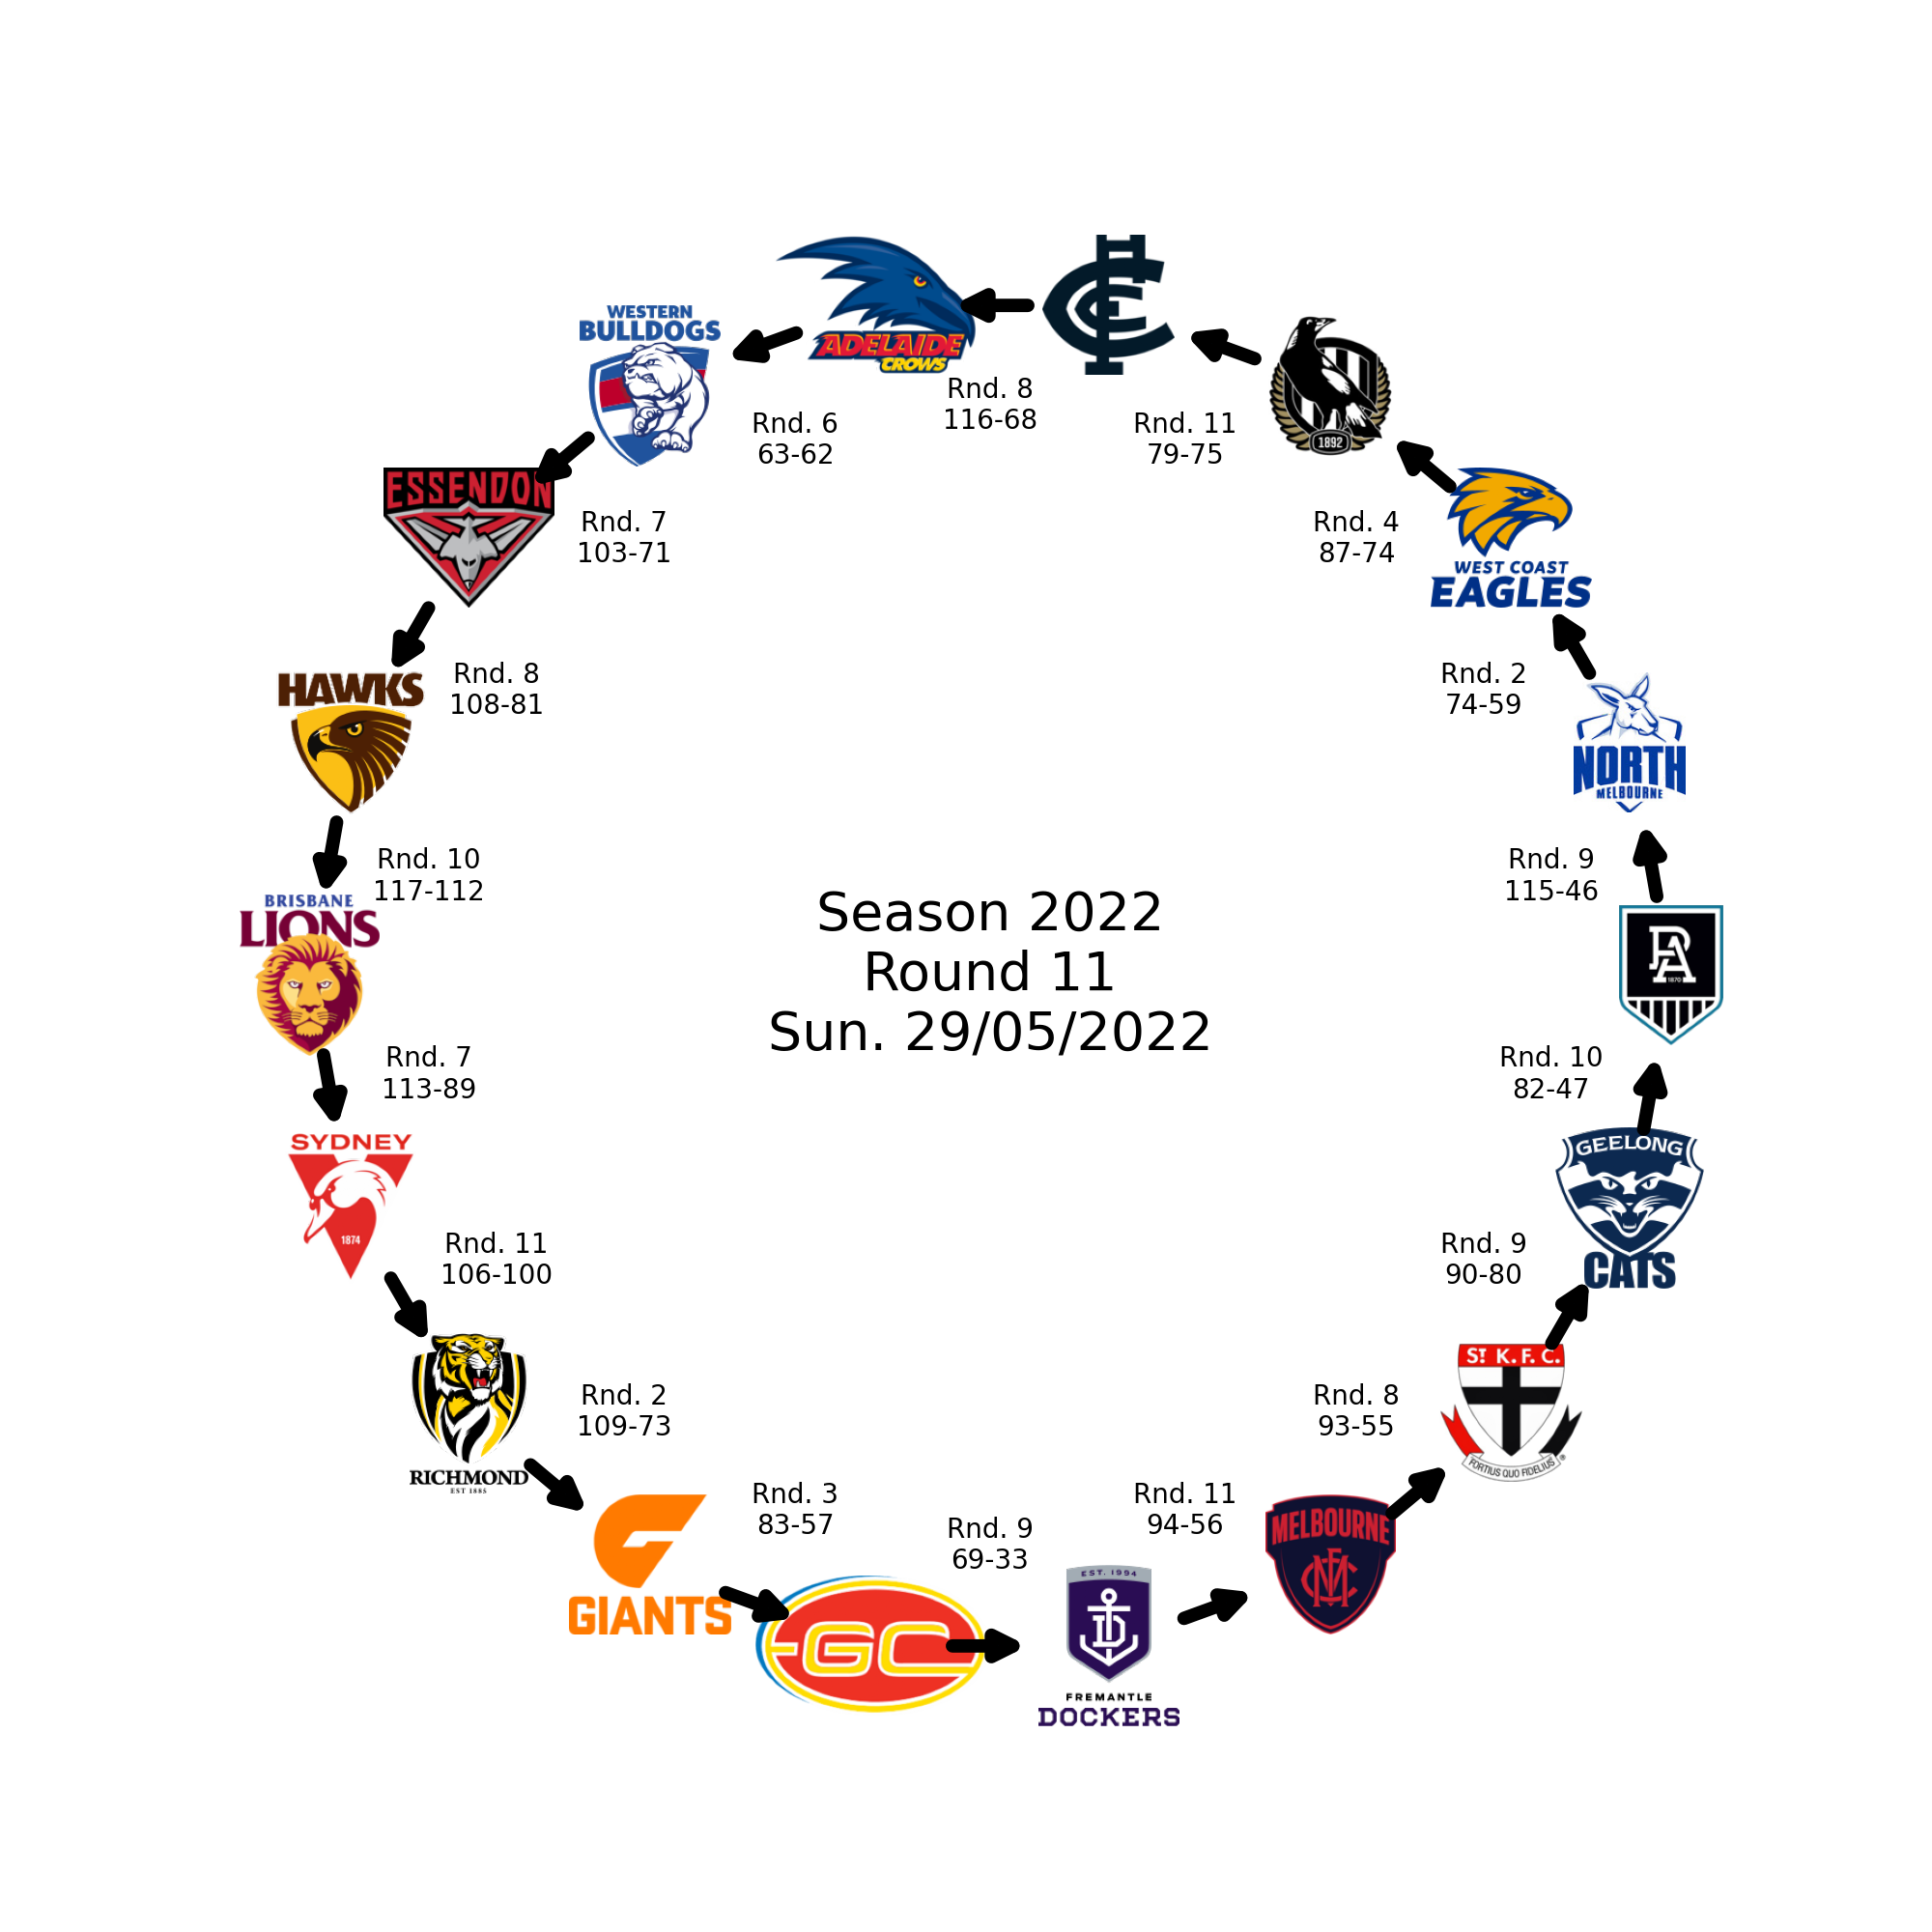 WESTERN
BULLDOGS
ADELAIDE
CROWS
Rnd. 8
116-68
Rnd. 6
63-62
Rnd. 11
79-75
1892
ESSENDON
Rnd. 7
103-71
Rnd. 4
87-74
WEST COAST
EAGLES
HAWKS
Rnd. 8
108-81
Rnd. 2
74-59
NORTH
MELBOURNE
Rnd. 10
117-112
Rnd. 9
115-46
BRISBANE
LIONS
PA
1870
Season 2022
Round 11
Sun. 29/05/2022
Rnd. 7
113-89
Rnd. 10
82-47
SYDNEY
1874
GEELONG
CATS
Rnd. 11
106-100
Rnd. 9
90-80
RICHMOND
EST 1885
Rnd. 2
109-73
Rnd. 8
93-55
ST K.F.C.
FORTIUS QUO FIDELIUS
®
GIANTS
Rnd. 3
83-57
Rnd. 9
69-33
Rnd. 11
94-56
MELBOURNE
MFC
GC
EST. 1994
FREMANTLE
DOCKERS